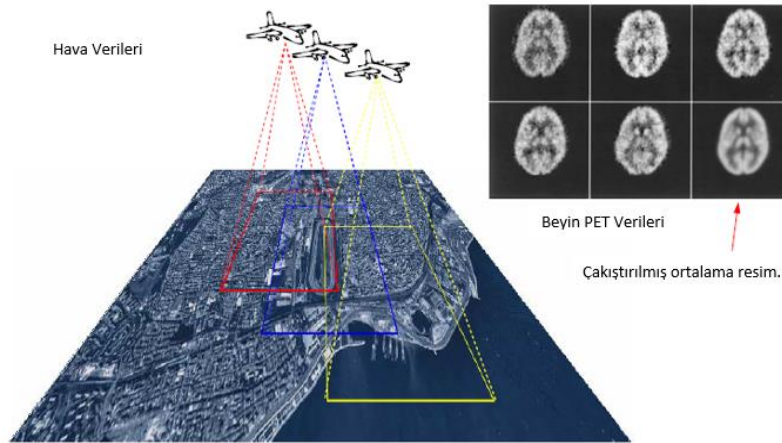 Hava Verileri
Beyin PET Verileri
Çakıştırılmış ortalama resim.